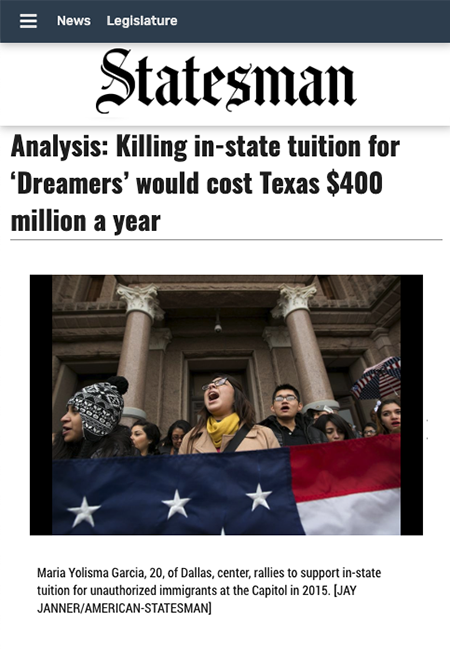 News Legislature
Statesman
Analysis: Killing in-state tuition for
‘Dreamers’ would cost Texas $400
million a year
Maria Yolisma Garcia, 20, of Dallas, center, rallies to support in-state
tuition for unauthorized immigrants at the Capitol in 2015. [JAY
JANNER/AMERICAN-STATESMAN]